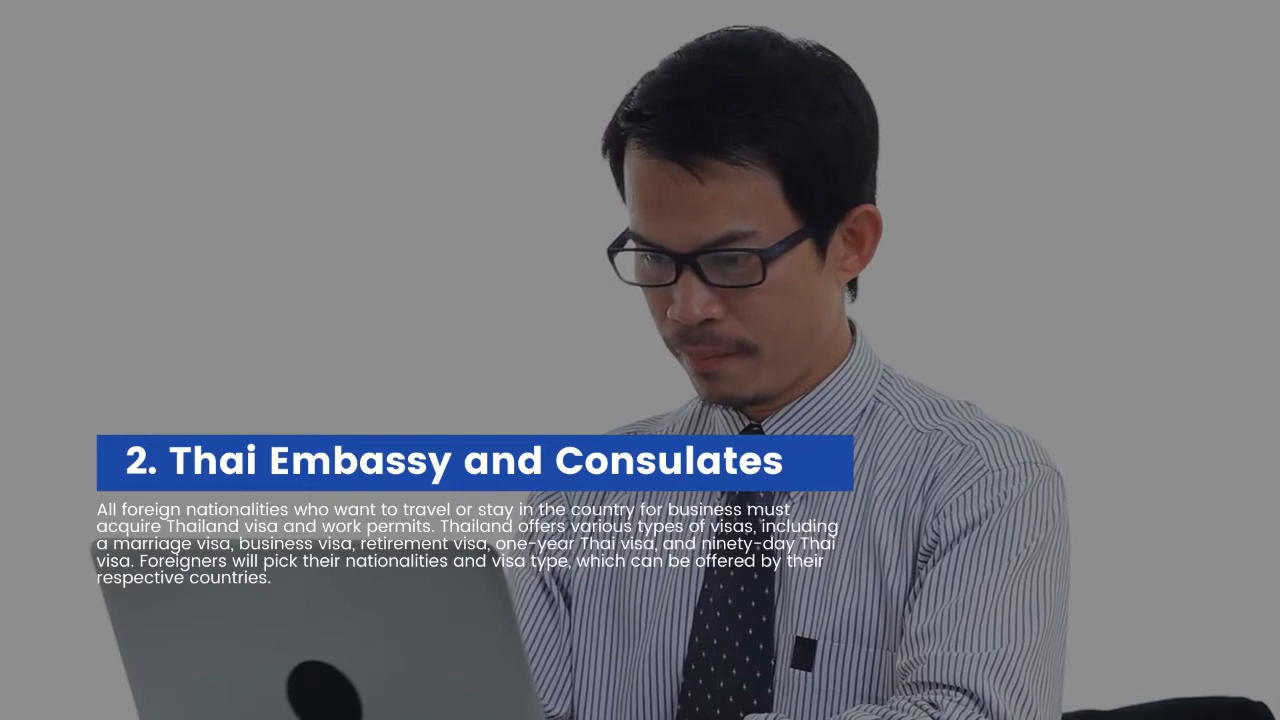 2. Thai Embassy and Consulates
All foreign nationalities who want to travel or stay in the country for business must
acquire Thailand visa and work permits. Thailand offers various types of visas, including
a marriage visa, business visa, retirement visa, one-year Thai visa, and ninety-day Thai
visa. Foreigners will pick their nationalities and visa type, which can be offered by their
respective countries.